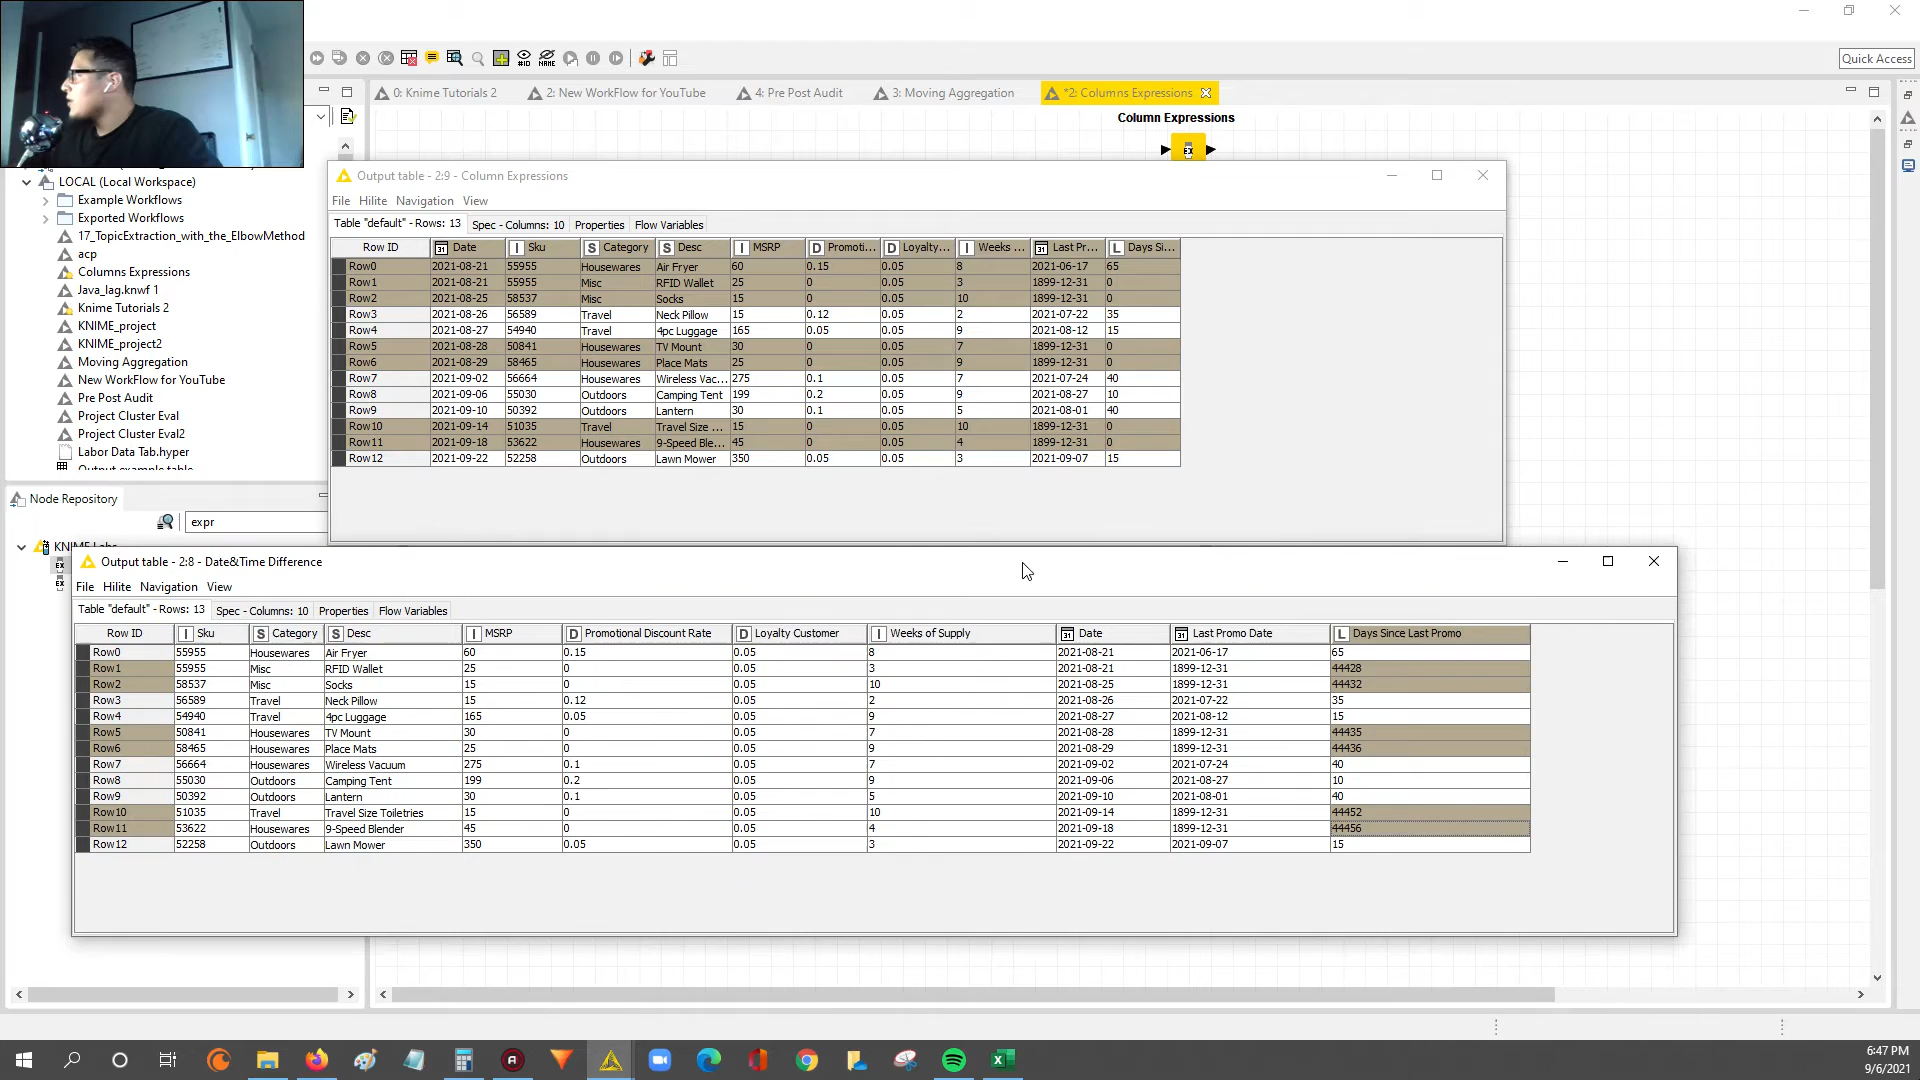 Quick Access
0: Knime Tutorials 2
2: New WorkFlow for YouTube
4: Pre Post Audit
3: Moving Aggregation
*2: Columns Expressions
Column Expressions
LOCAL (Local Workspace)
Example Workflows
Exported Workflows
17_TopicExtraction_with_the_ElbowMethod
acp
Columns Expressions
Java_lag.knwf 1
Knime Tutorials 2
KNIME_project
KNIME_project2
Moving Aggregation
New WorkFlow for YouTube
Pre Post Audit
Project Cluster Eval
Project Cluster Eval2
Labor Data Tab.hyper
Output example table
Node Repository
expr
KNIME Labs
Output table - 2:9 - Column Expressions
File Hilite Navigation View
Table "default" - Rows: 13 Spec - Columns: 10 Properties Flow Variables
Row ID Date Sku Category Desc MSRP Promoti... Loyalty... Weeks ... Last Pr... Days Si...
Row0 2021-08-21 55955 Housewares Air Fryer 60 0.15 0.05 8 2021-06-17 65
Row1 2021-08-21 55955 Misc RFID Wallet 25 0 0.05 3 1899-12-31 0
Row2 2021-08-25 58537 Misc Socks 15 0 0.05 10 1899-12-31 0
Row3 2021-08-26 56589 Travel Neck Pillow 15 0.12 0.05 2 2021-07-22 35
Row4 2021-08-27 54940 Travel 4pc Luggage 165 0.05 0.05 9 2021-08-12 15
Row5 2021-08-28 50841 Housewares TV Mount 30 0 0.05 7 1899-12-31 0
Row6 2021-08-29 58465 Housewares Place Mats 25 0 0.05 9 1899-12-31 0
Row7 2021-09-02 56664 Housewares Wireless Vac... 275 0.1 0.05 7 2021-07-24 40
Row8 2021-09-06 55030 Outdoors Camping Tent 199 0.2 0.05 9 2021-08-27 10
Row9 2021-09-10 50392 Outdoors Lantern 30 0.1 0.05 5 2021-08-01 40
Row10 2021-09-14 51035 Travel Travel Size ... 15 0 0.05 10 1899-12-31 0
Row11 2021-09-18 53622 Housewares 9-Speed Ble... 45 0 0.05 4 1899-12-31 0
Row12 2021-09-22 52258 Outdoors Lawn Mower 350 0.05 0.05 3 2021-09-07 15
Output table - 2:8 - Date&Time Difference
File Hilite Navigation View
Table "default" - Rows: 13 Spec - Columns: 10 Properties Flow Variables
Row ID Sku Category Desc MSRP Promotional Discount Rate Loyalty Customer Weeks of Supply Date Last Promo Date Days Since Last Promo
Row0 55955 Housewares Air Fryer 60 0.15 0.05 8 2021-08-21 2021-06-17 65
Row1 55955 Misc RFID Wallet 25 0 0.05 3 2021-08-21 1899-12-31 44428
Row2 58537 Misc Socks 15 0 0.05 10 2021-08-25 1899-12-31 44432
Row3 56589 Travel Neck Pillow 15 0.12 0.05 2 2021-08-26 2021-07-22 35
Row4 54940 Travel 4pc Luggage 165 0.05 0.05 9 2021-08-27 2021-08-12 15
Row5 50841 Housewares TV Mount 30 0 0.05 7 2021-08-28 1899-12-31 44435
Row6 58465 Housewares Place Mats 25 0 0.05 9 2021-08-29 1899-12-31 44436
Row7 56664 Housewares Wireless Vacuum 275 0.1 0.05 7 2021-09-02 2021-07-24 40
Row8 55030 Outdoors Camping Tent 199 0.2 0.05 9 2021-09-06 2021-08-27 10
Row9 50392 Outdoors Lantern 30 0.1 0.05 5 2021-09-10 2021-08-01 40
Row10 51035 Travel Travel Size Toiletries 15 0 0.05 10 2021-09-14 1899-12-31 44452
Row11 53622 Housewares 9-Speed Blender 45 0 0.05 4 2021-09-18 1899-12-31 44456
Row12 52258 Outdoors Lawn Mower 350 0.05 0.05 3 2021-09-22 2021-09-07 15
6:47 PM
9/6/2021